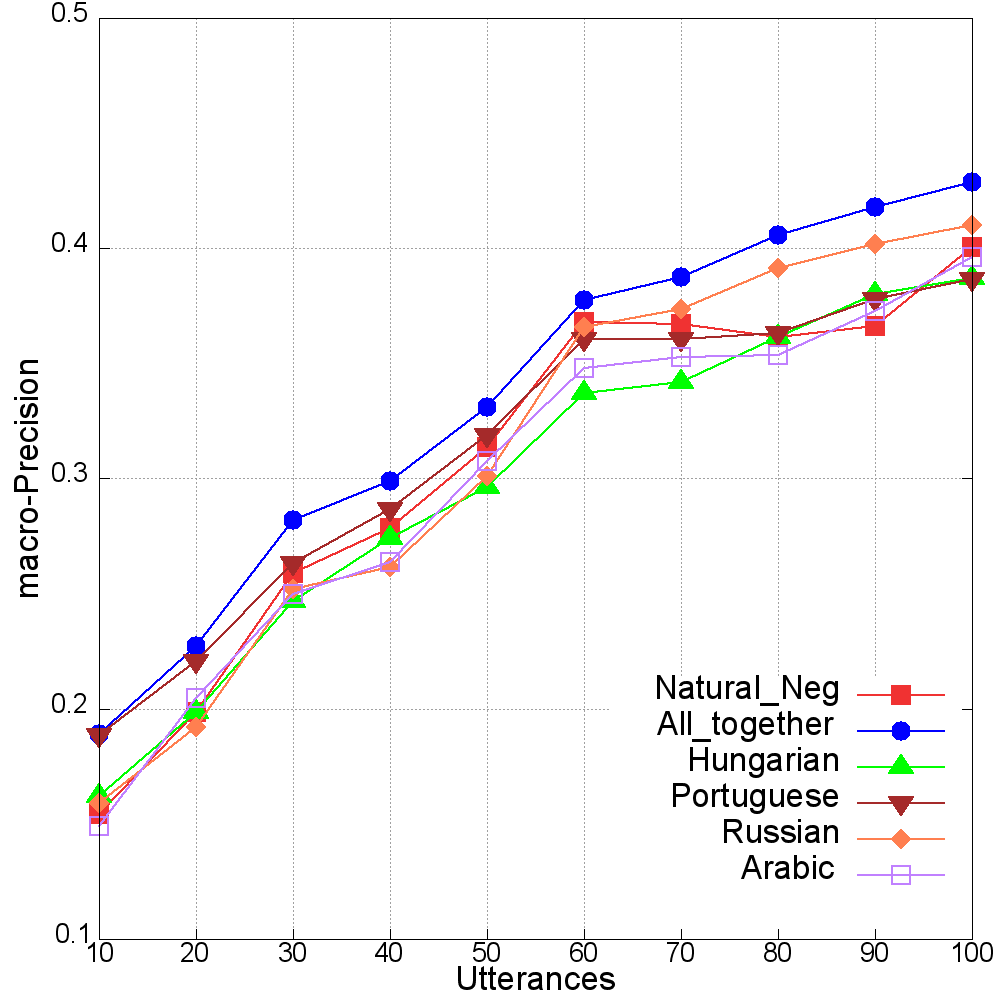 0.5
0.4
0.3
0.2
0.1
macro-Precision
Natural_Neg
All_together
Hungarian
Portuguese
Russian
Arabic
10 20 30 40 50 60 70 80 90 100
Utterances